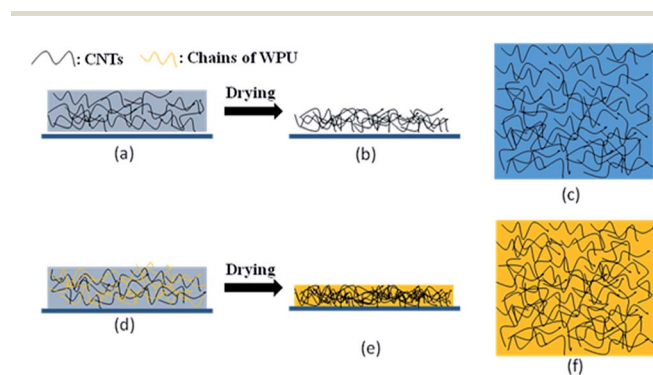 : CNTs : Chains of WPU
Drying
(a)
(b)
(c)
Drying
(d)
(e)
(f)